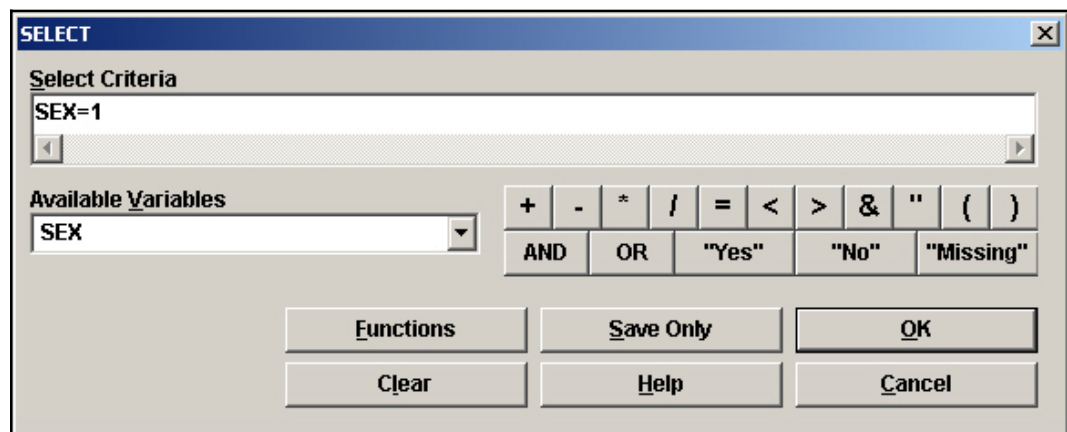 SELECT
Select Criteria
SEX=1
Available Variables
SEX
+ - * / = < > & " ( )
AND OR "Yes" "No" "Missing"
Functions Save Only OK
Clear Help Cancel